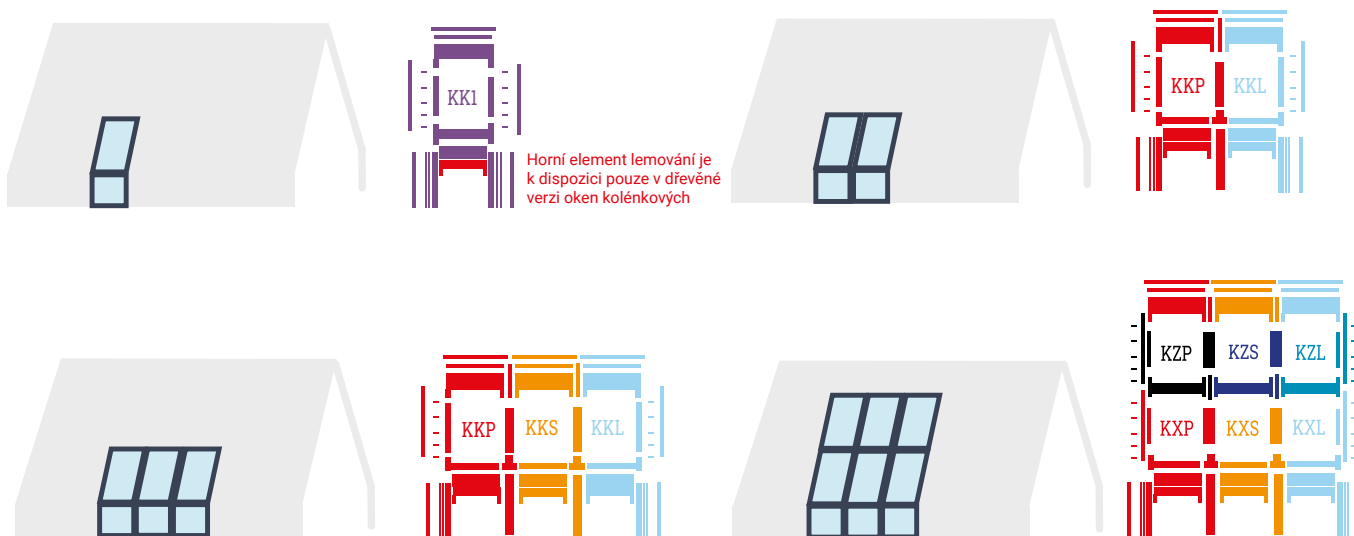 KK1
Horní element lemování je
k dispozici pouze v dřevěné
verzi oken kolénkových
KKP KKL
KKP KKS KKL
KZP KZS KZL
KXP KXS KXL